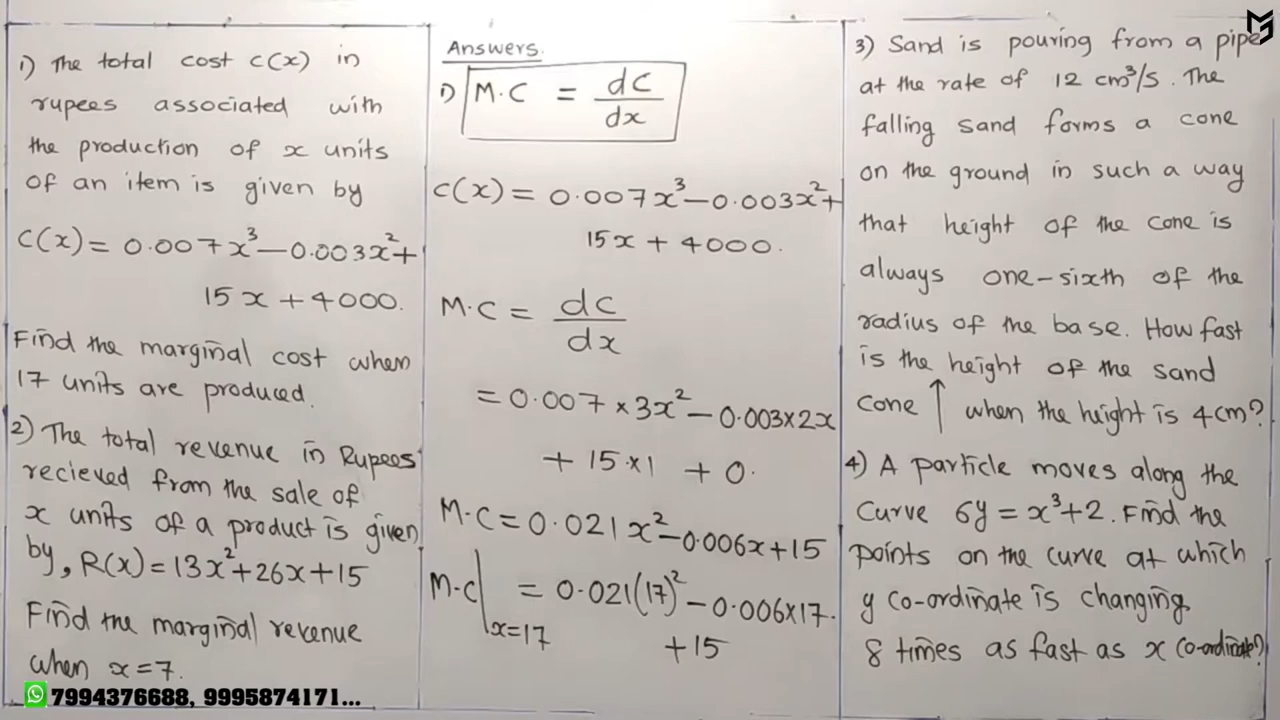 1) The total cost c(x) in
rupees associated with
the production of x units
of an item is given by
C(x) = 0.007x³ – 0.003x² +
15x + 4000.
Find the marginal cost when
17 units are produced.
2) The total revenue in Rupees
recieved from the sale of
x units of a product is given
by, R(x) = 13x² + 26x + 15
Find the marginal revenue
when x = 7.
7994376688, 9995874171...
Answers.
1) M.C = dC/dx
C(x) = 0.007x³ – 0.003x² +
15x + 4000.
M.C = dc/dx
= 0.007 × 3x² – 0.003 × 2x
+ 15 × 1 + 0.
M.C = 0.021x² – 0.006x + 15
M.C|x=17 = 0.021(17)² – 0.006×17.
+ 15
3) Sand is pouring from a pipe
at the rate of 12 cm³/s. The
falling sand forms a cone
on the ground in such a way
that height of the cone is
always one-sixth of the
radius of the base. How fast
is the height of the sand
cone ↑ when the height is 4cm?
4) A particle moves along the
curve 6y = x³ + 2. Find the
points on the curve at which
y co-ordinate is changing
8 times as fast as x co-ordinate?